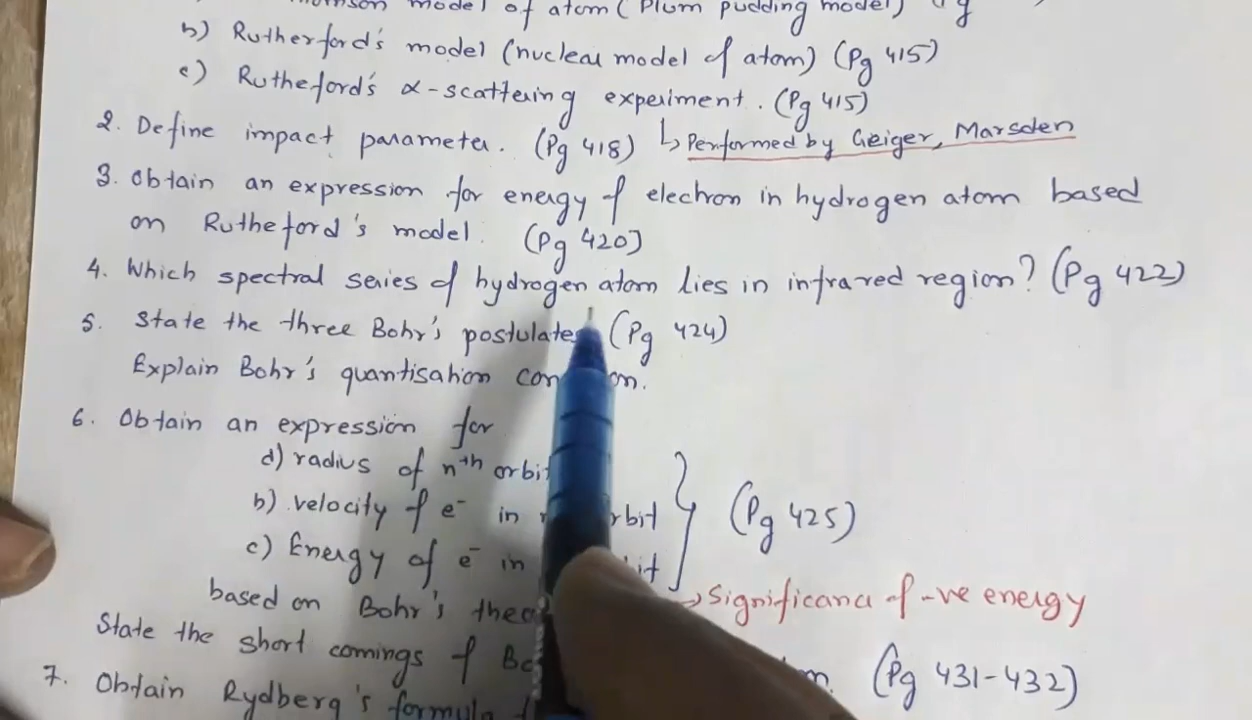 model of atom (Plum pudding model)
b) Rutherford's model (nuclear model of atom) (Pg 415)
c) Rutheford's α-scattering experiment. (Pg 415)
2. Define impact parameter. (Pg 418) ↳ Performed by Geiger, Marsden
3. Obtain an expression for energy of electron in hydrogen atom based
on Rutheford's model. (Pg 420)
4. Which spectral series of hydrogen atom lies in infrared region? (Pg 422)
5. State the three Bohr's postulates (Pg 424)
Explain Bohr's quantisation
6. Obtain an expression for
a) radius of nth orbit
b) velocity of e- in
c) Energy of e- in
(Pg 425)
based on Bohr's
→ Significance of -ve energy
State the short comings of
(Pg 431-432)
7. Obtain Rydberg's formula